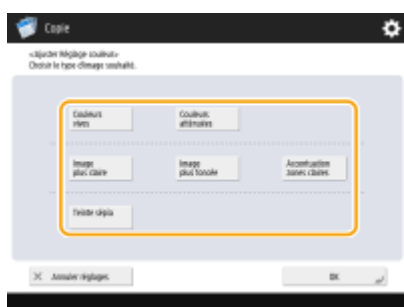 Copie
<Ajuster Réglage couleur>
Choisir le type d'image souhaité.
Couleurs
vives
Couleurs
atténuées
Image
plus claire
Image
plus foncée
Accentuation
zones claires
Teinte sépia
Annuler réglages
OK